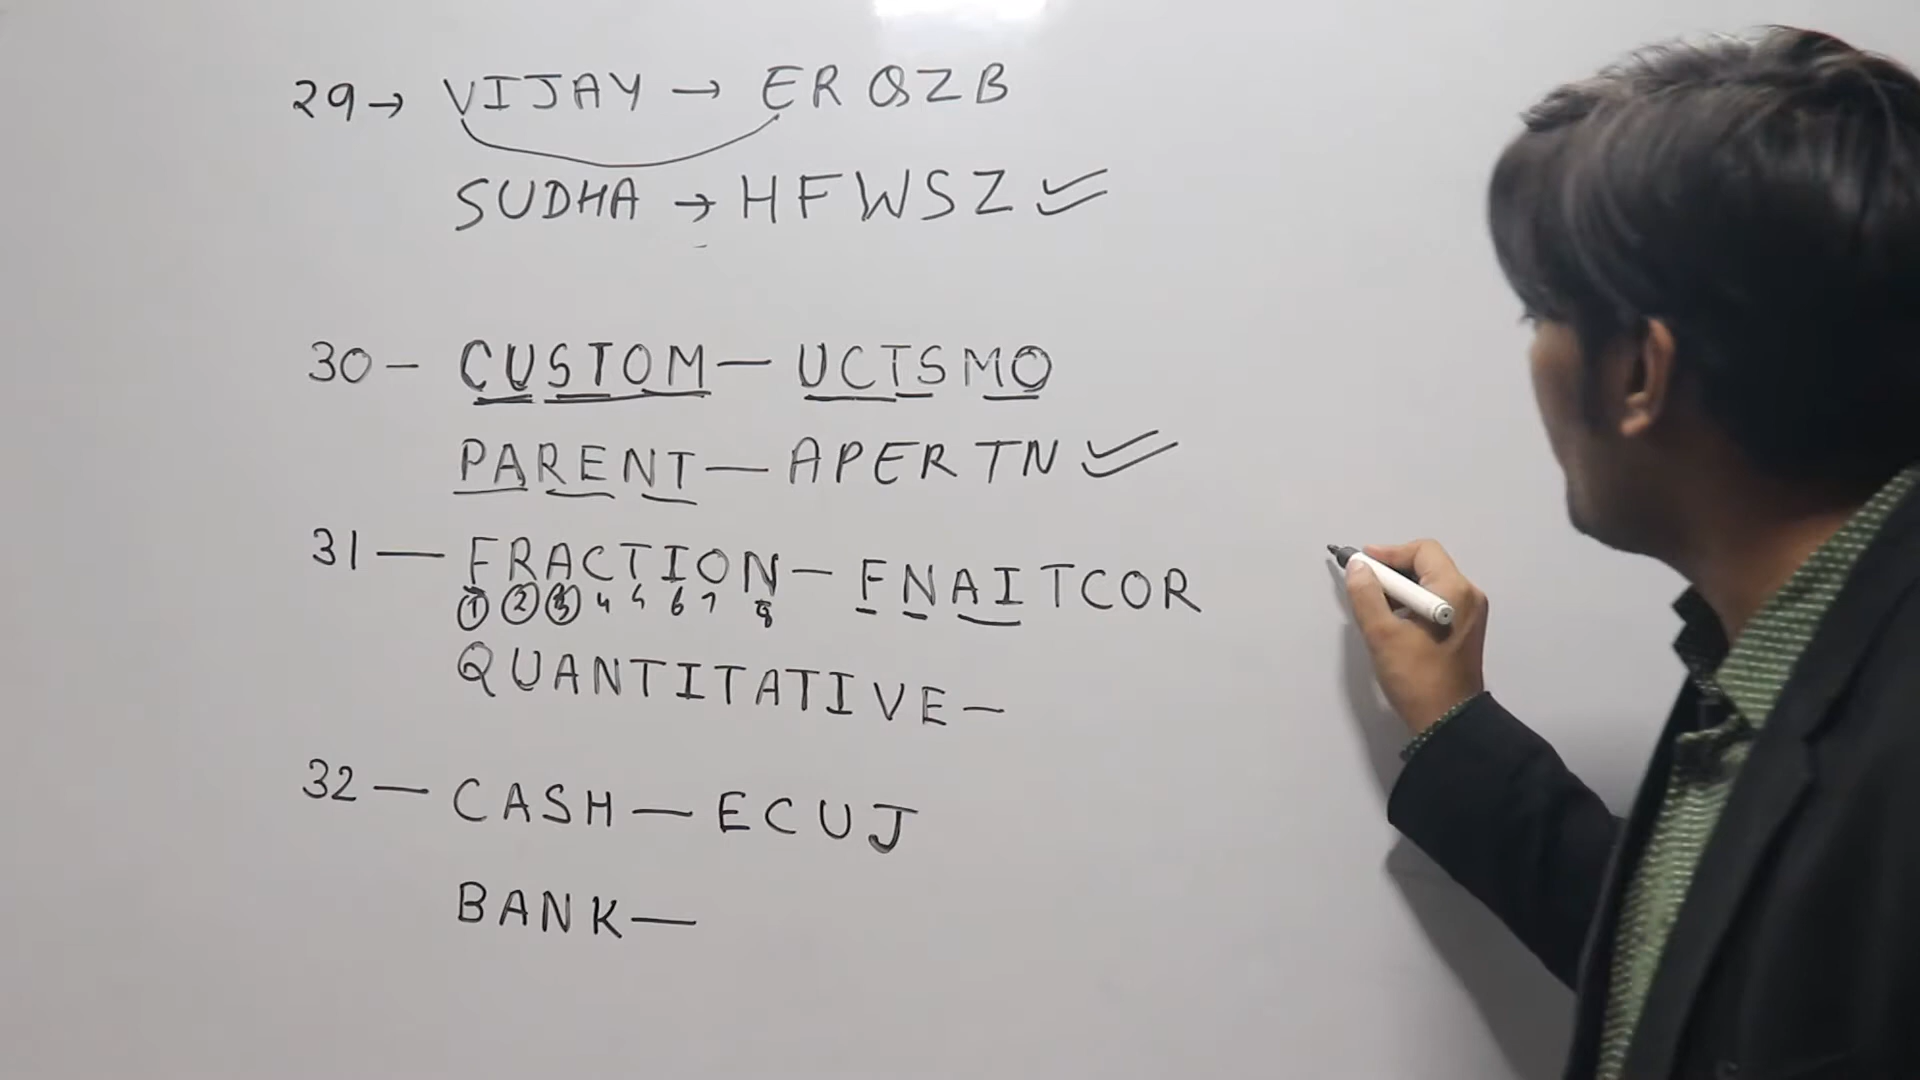 29→ VIJAY → ERQZB
SUDHA → HFWSZ
30 - CUSTOM — UCTSMO
PARENT — APERTN
31 — FRACTION — FNAITCOR
1 2 3 4 5 6 7 8
QUANTITATIVE —
32 — CASH — ECUJ
BANK —